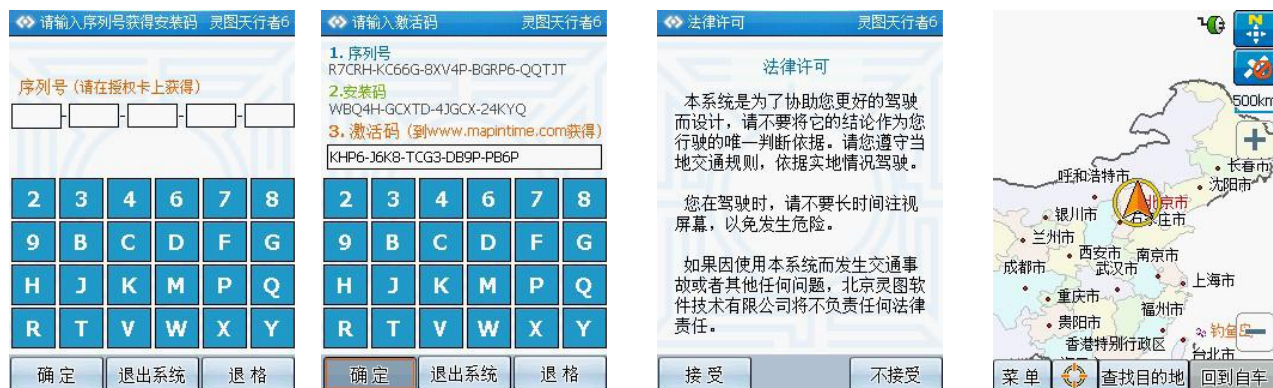 请输入序列号获得安装码 灵图天行者6
序列号 (请在授权卡上获得)
- - - -
2 3 4 6 7 8
9 B C D F G
H J K M P Q
R T V W X Y
确定 退出系统 退格
请输入激活码 灵图天行者6
1. 序列号
R7CRH-KC66G-8XV4P-BGRP6-QQTJT
2.安装码
WBQ4H-GCXTD-4JGCX-24KYQ
3. 激活码 (到www.mapintime.com获得)
KHP6-J6K8-TCG3-DB9P-PB6P
2 3 4 6 7 8
9 B C D F G
H J K M P Q
R T V W X Y
确定 退出系统 退格
法律许可 灵图天行者6
法律许可
本系统是为了协助您更好的驾驶
而设计，请不要将它的结论作为您
行驶的唯一判断依据。请您遵守当
地交通规则，依据实地情况驾驶。
您在驾驶时，请不要长时间注视
屏幕，以免发生危险。
如果因使用本系统而发生交通事
故或者其他任何问题，北京灵图软
件技术有限公司将不负责任何法律
责任。
接受 不接受
N
500km
+
长春市
呼和浩特市
沈阳市
北京市
银川市
石家庄市
兰州市
西安市 南京市
成都市 武汉市
上海市
重庆市
福州市
贵阳市
钓鱼岛
香港特别行政区
台北市
菜单 查找目的地 回到自车